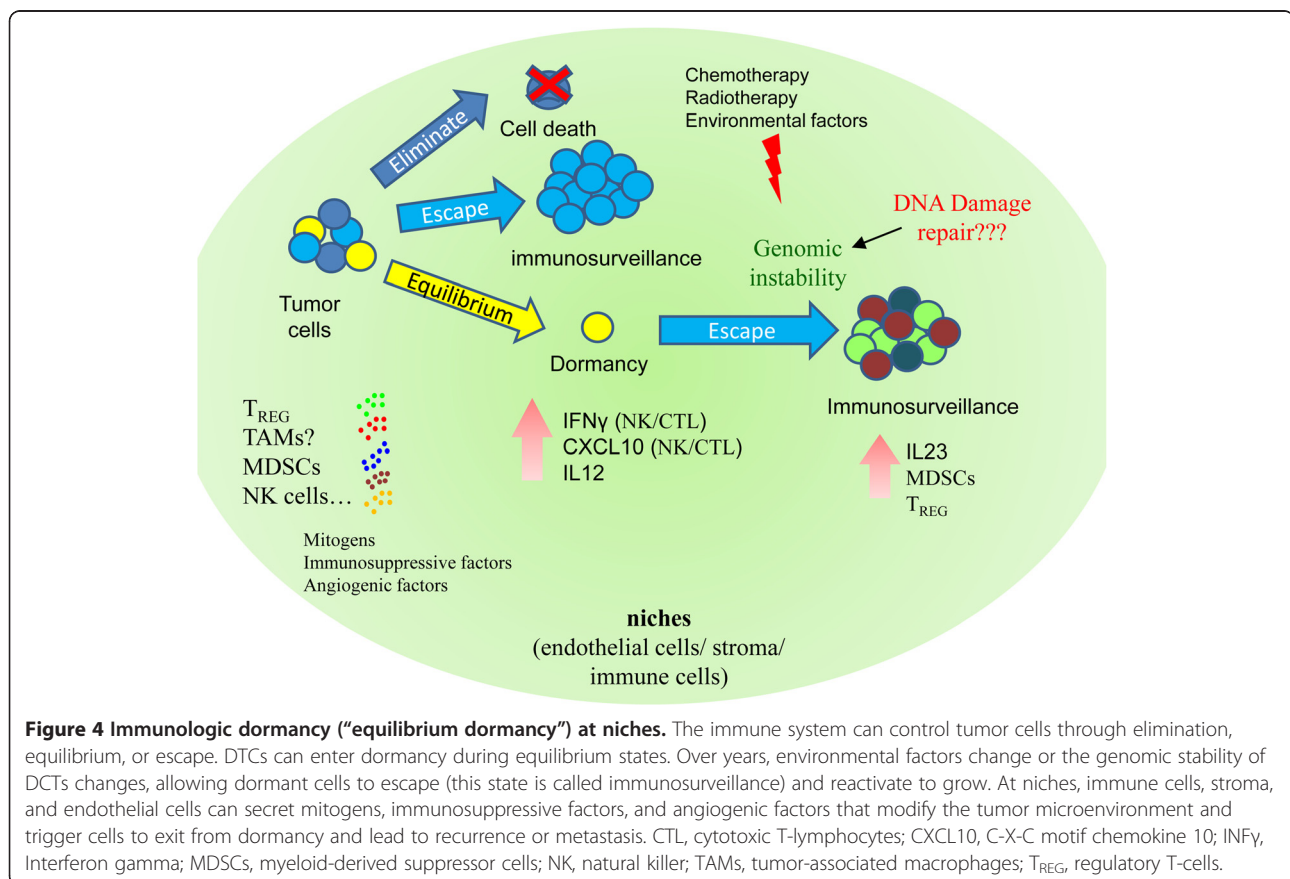 Chemotherapy
Radiotherapy
Environmental factors
Eliminate
Cell death
Escape
immunosurveillance
DNA Damage
repair???
Genomic
instability
Tumor
cells
Equilibrium
Dormancy
Escape
Immunosurveillance
TREG
TAMs?
MDSCs
NK cells…
IFNγ (NK/CTL)
CXCL10 (NK/CTL)
IL12
IL23
MDSCs
TREG
Mitogens
Immunosuppressive factors
Angiogenic factors
niches
(endothelial cells/ stroma/
immune cells)
Figure 4 Immunologic dormancy (“equilibrium dormancy”) at niches. The immune system can control tumor cells through elimination,
equilibrium, or escape. DTCs can enter dormancy during equilibrium states. Over years, environmental factors change or the genomic stability of
DCTs changes, allowing dormant cells to escape (this state is called immunosurveillance) and reactivate to grow. At niches, immune cells, stroma,
and endothelial cells can secret mitogens, immunosuppressive factors, and angiogenic factors that modify the tumor microenvironment and
trigger cells to exit from dormancy and lead to recurrence or metastasis. CTL, cytotoxic T-lymphocytes; CXCL10, C-X-C motif chemokine 10; INFγ,
Interferon gamma; MDSCs, myeloid-derived suppressor cells; NK, natural killer; TAMs, tumor-associated macrophages; TREG, regulatory T-cells.